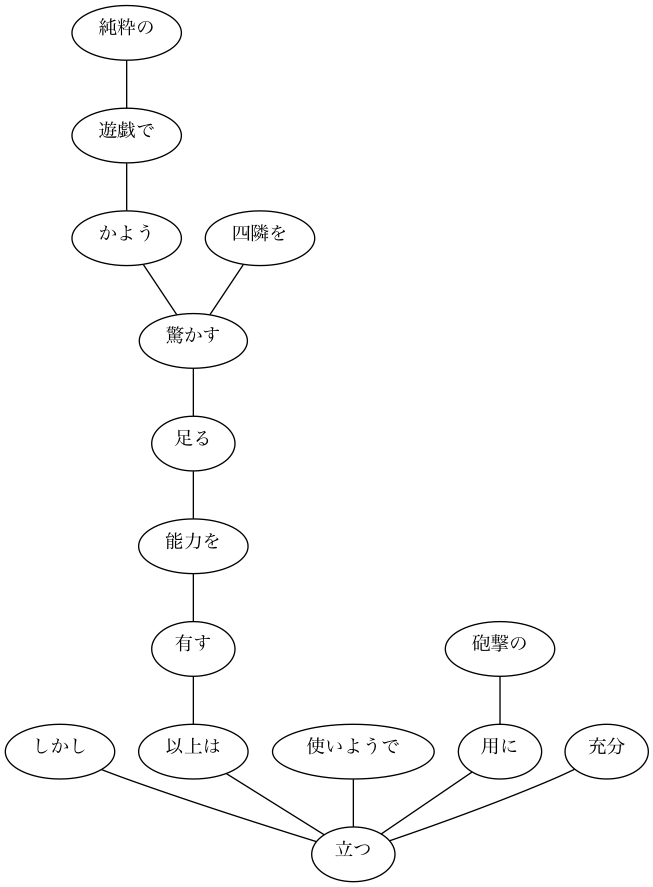 純粋の
遊戯で
かよう
四隣を
驚かす
足る
能力を
有す
砲撃の
しかし
以上は
使いようで
用に
充分
立つ